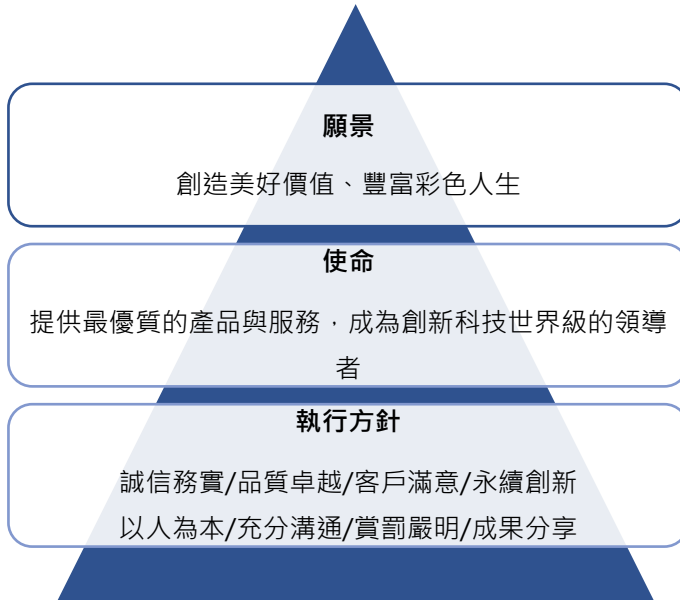 願景
創造美好價值、豐富彩色人生
使命
提供最優質的產品與服務，成為創新科技世界級的領導
者
執行方針
誠信務實/品質卓越/客戶滿意/永續創新
以人為本/充分溝通/賞罰嚴明/成果分享